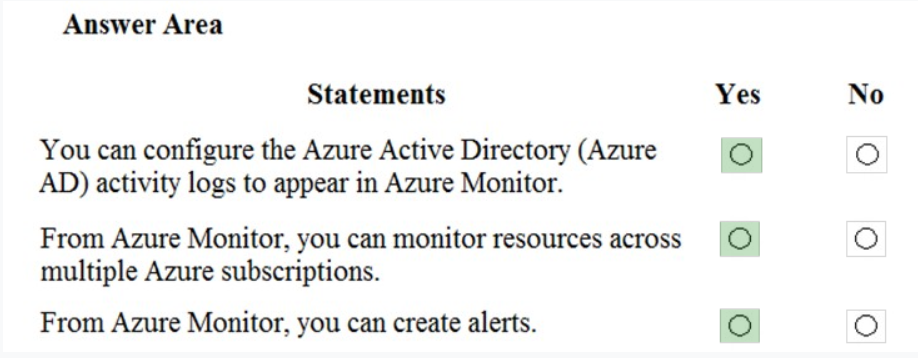 Answer Area
Statements Yes No
You can configure the Azure Active Directory (Azure
AD) activity logs to appear in Azure Monitor.
From Azure Monitor, you can monitor resources across
multiple Azure subscriptions.
From Azure Monitor, you can create alerts.